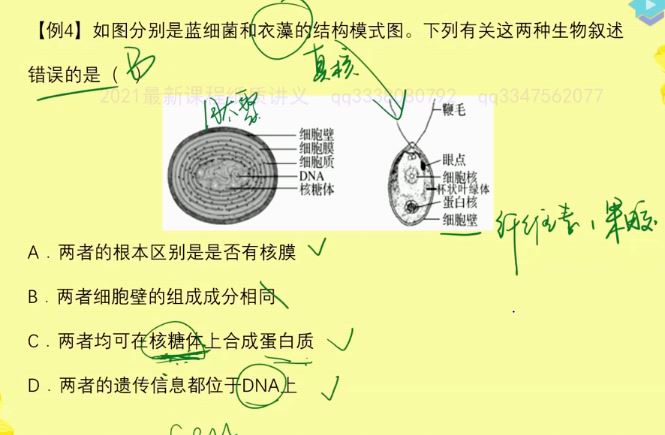 【例4】如图分别是蓝细菌和衣藻的结构模式图。下列有关这两种生物叙述
错误的是（ B
真核
2021最新课程纸质讲义 qq3339080792 qq3347562077
肽聚
细胞壁
细胞膜
细胞质
DNA
核糖体
鞭毛
眼点
细胞核
杯状叶绿体
蛋白核
细胞壁
纤维素、果胶
A．两者的根本区别是是否有核膜
B．两者细胞壁的组成成分相同
C．两者均可在核糖体上合成蛋白质
D．两者的遗传信息都位于DNA上